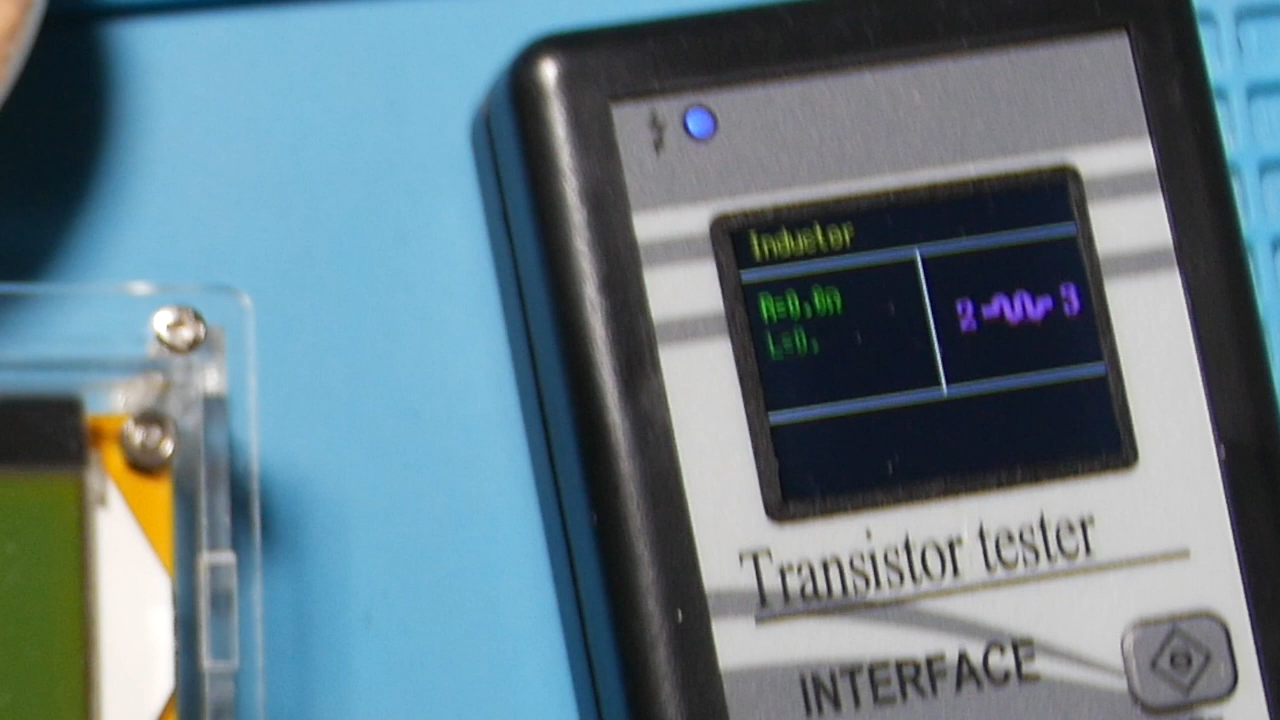 Inductor
R=0,0Ω
L=0,
2 3
Transistor tester
INTERFACE